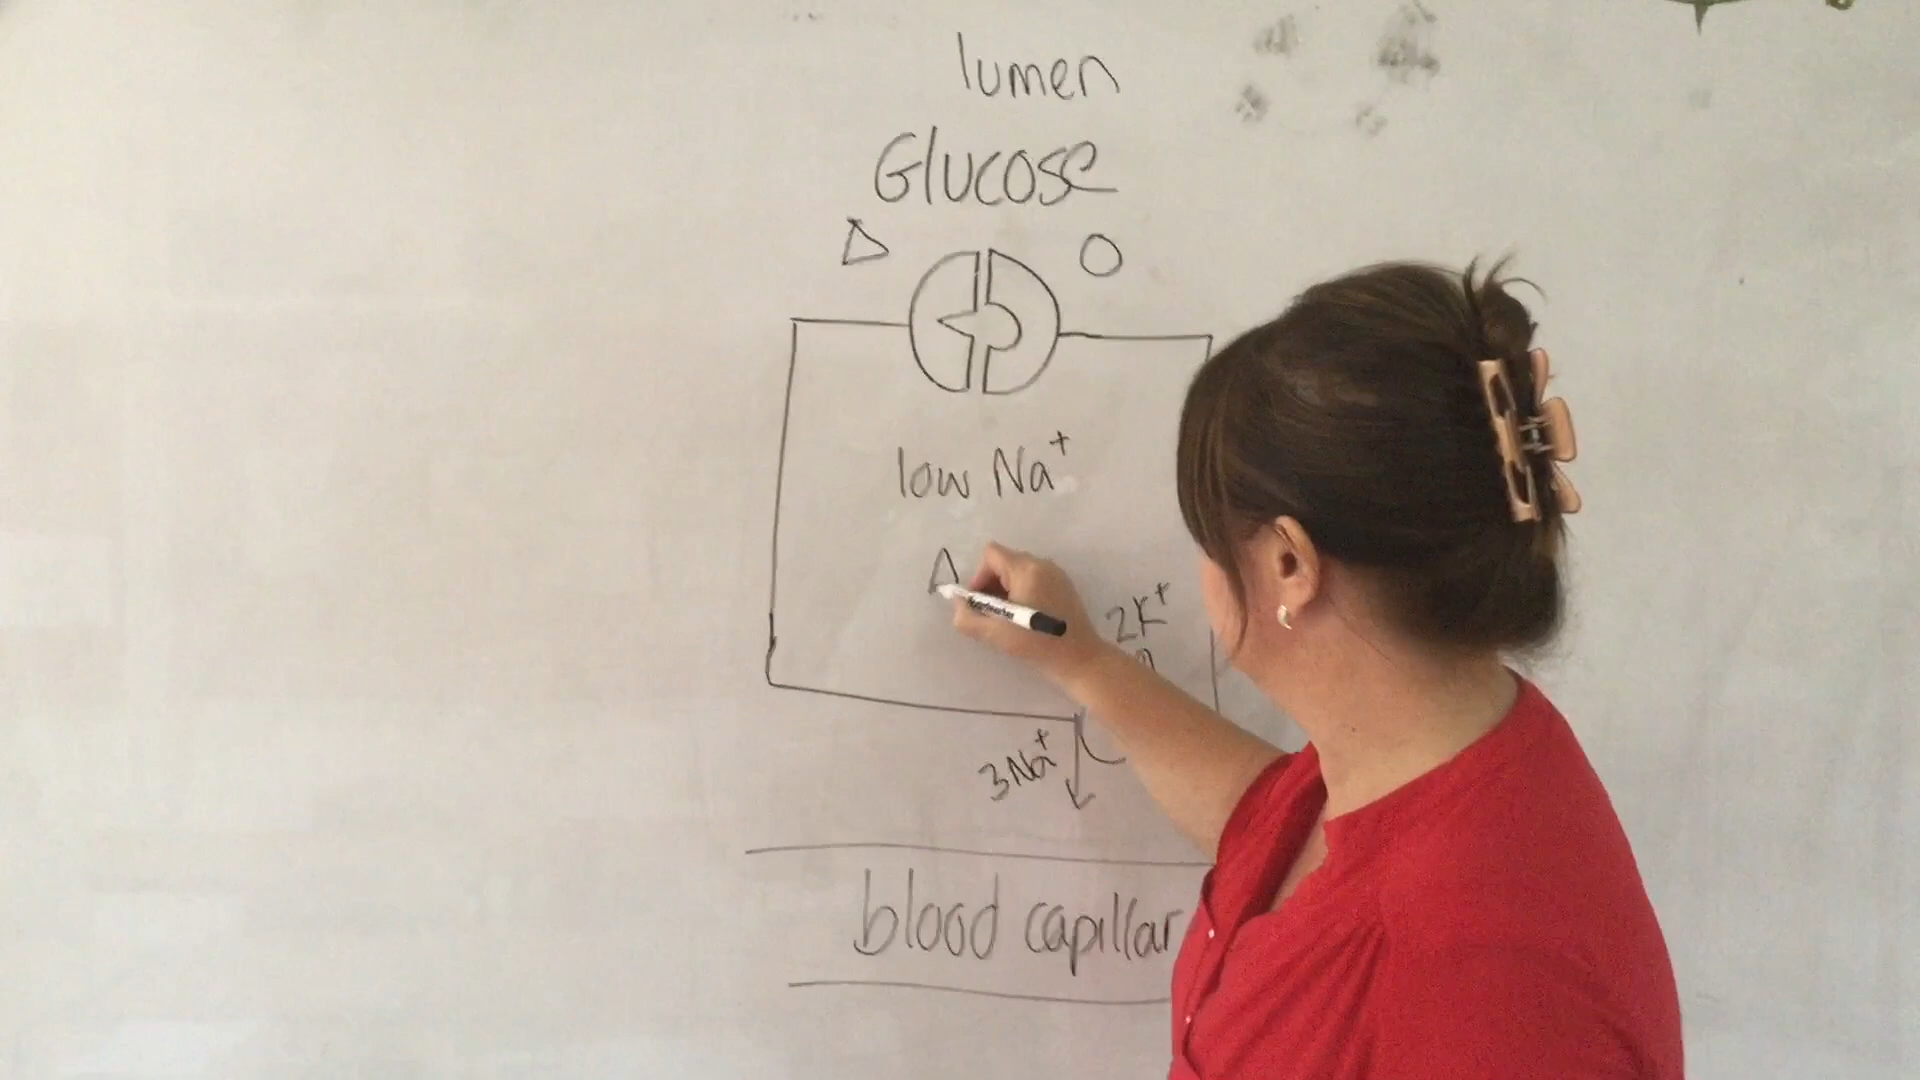 lumen
Glucose
low Na⁺
2K⁺
3Na⁺
blood capillar